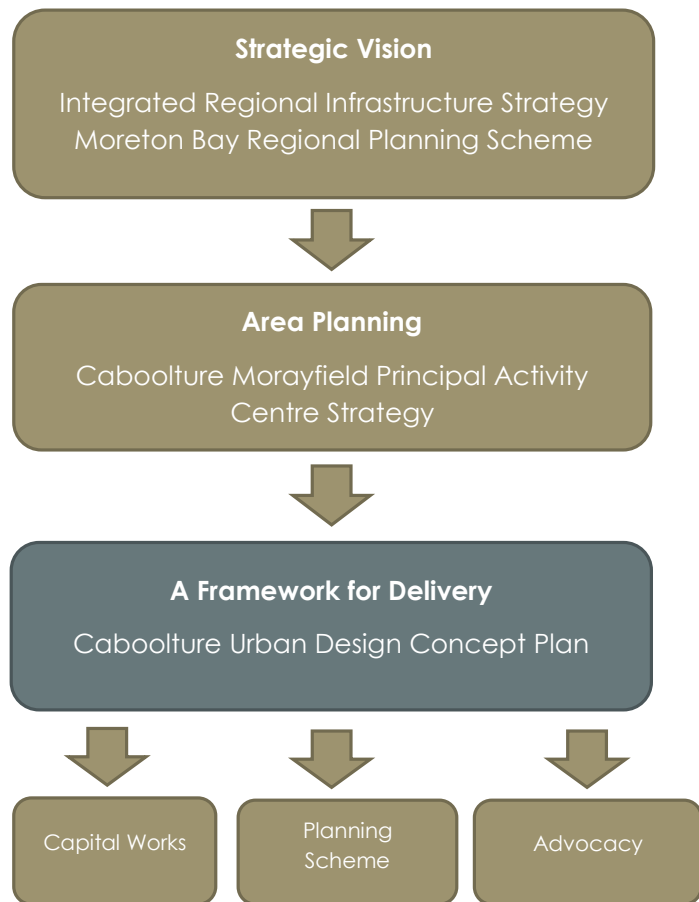 Strategic Vision
Integrated Regional Infrastructure Strategy
Moreton Bay Regional Planning Scheme
Area Planning
Caboolture Morayfield Principal Activity
Centre Strategy
A Framework for Delivery
Caboolture Urban Design Concept Plan
Capital Works
Planning
Scheme
Advocacy